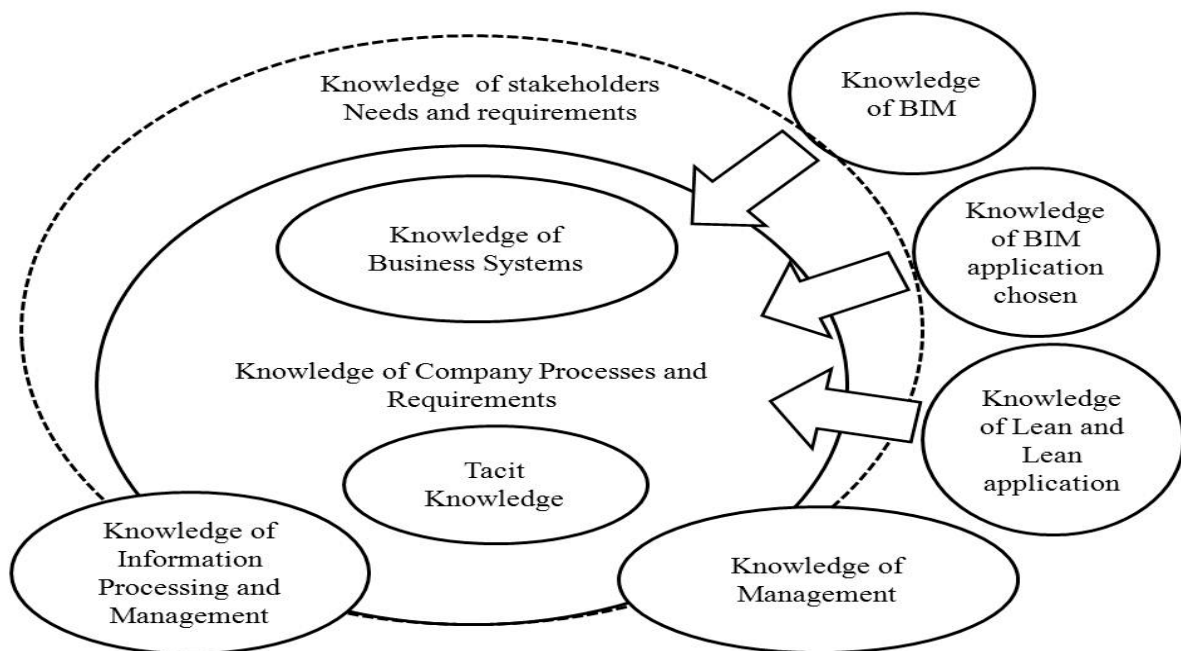 Knowledge of stakeholders
Needs and requirements
Knowledge
of BIM
Knowledge of
Business Systems
Knowledge
of BIM
application
chosen
Knowledge of Company Processes and
Requirements
Knowledge
of Lean and
Lean
application
Tacit
Knowledge
Knowledge of
Information
Processing and
Management
Knowledge of
Management